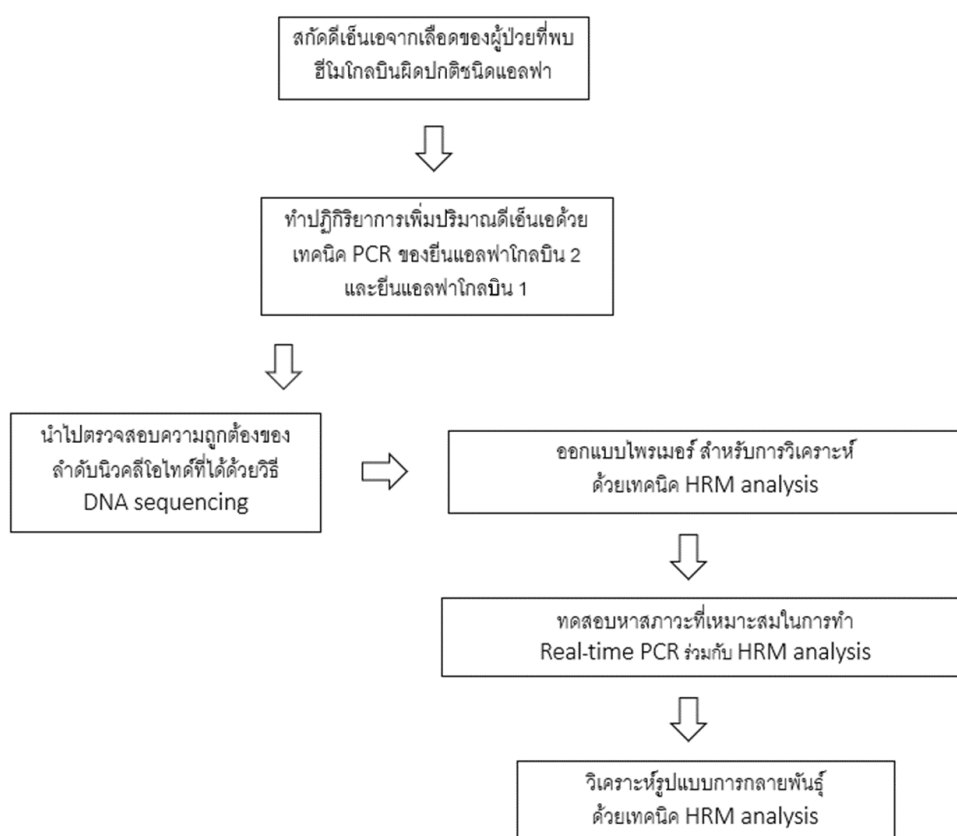 สกัดดีเอ็นเอจากเลือดของผู้ป่วยที่พบ
ฮีโมโกลบินผิดปกติชนิดแอลฟา
ทำปฏิกิริยาการเพิ่มปริมาณดีเอ็นเอด้วย
เทคนิค PCR ของยีนแอลฟาโกลบิน 2
และยีนแอลฟาโกลบิน 1
นำไปตรวจสอบความถูกต้องของ
ลำดับนิวคลีโอไทด์ที่ได้ด้วยวิธี
DNA sequencing
ออกแบบไพรเมอร์ สำหรับการวิเคราะห์
ด้วยเทคนิค HRM analysis
ทดสอบหาสภาวะที่เหมาะสมในการทำ
Real-time PCR ร่วมกับ HRM analysis
วิเคราะห์รูปแบบการกลายพันธุ์
ด้วยเทคนิค HRM analysis